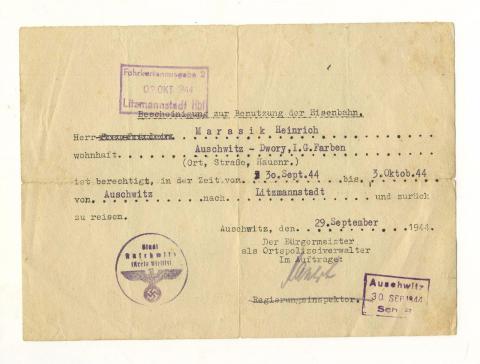 Fahrkartenausgabe 2
02. OKT 1944
Litzmannstadt Hbf
Bescheinigung zur Benutzung der Eisenbahn.
Herr Frau Fräulein. Marasik Heinrich
wohnhaft. Auschwitz - Dwory, I.G. Farben
(Ort, Straße, Hausnr.)
ist berechtigt, in der Zeit vom 30. Sept. 44 bis 3. Oktob. 44
von Auschwitz nach Litzmannstadt und zurück
zu reisen.
Auschwitz, den 29. September 1944.
Der Bürgermeister
als Ortspolizeiverwalter
Im Auftrage:
Regierungsinspektor.
Stadt
Auschwitz
(Kreis Bielitz)
Auschwitz
30. SEP. 1944